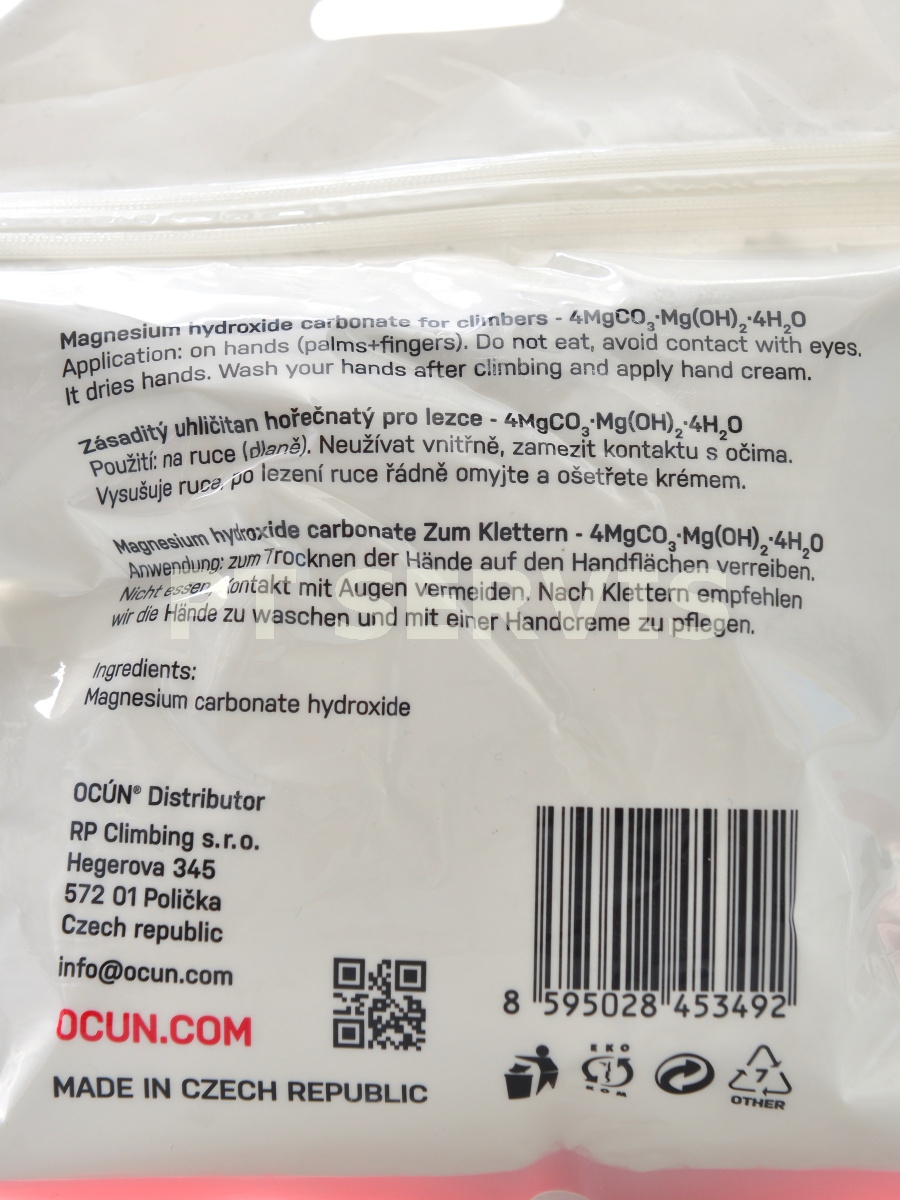 Magnesium hydroxide carbonate for climbers - 4MgCO₃·Mg(OH)₂·4H₂O
Application: on hands (palms+fingers). Do not eat, avoid contact with eyes.
It dries hands. Wash your hands after climbing and apply hand cream.
Zásaditý uhličitan hořečnatý pro lezce - 4MgCO₃·Mg(OH)₂·4H₂O
Použití: na ruce (dlaně). Neužívat vnitřně, zamezit kontaktu s očima.
Vysušuje ruce, po lezení ruce řádně omyjte a ošetřete krémem.
Magnesium hydroxide carbonate Zum Klettern - 4MgCO₃·Mg(OH)₂·4H₂O
Anwendung: zum Trocknen der Hände auf den Handflächen verreiben.
Nicht essen, Kontakt mit Augen vermeiden. Nach Klettern empfehlen
wir die Hände zu waschen und mit einer Handcreme zu pflegen.
Ingredients:
Magnesium carbonate hydroxide
OCÚN® Distributor
RP Climbing s.r.o.
Hegerova 345
572 01 Polička
Czech republic
info@ocun.com
OCUN.COM
MADE IN CZECH REPUBLIC
8 595028 453492
EKO
KOM
7
OTHER
SERVIS